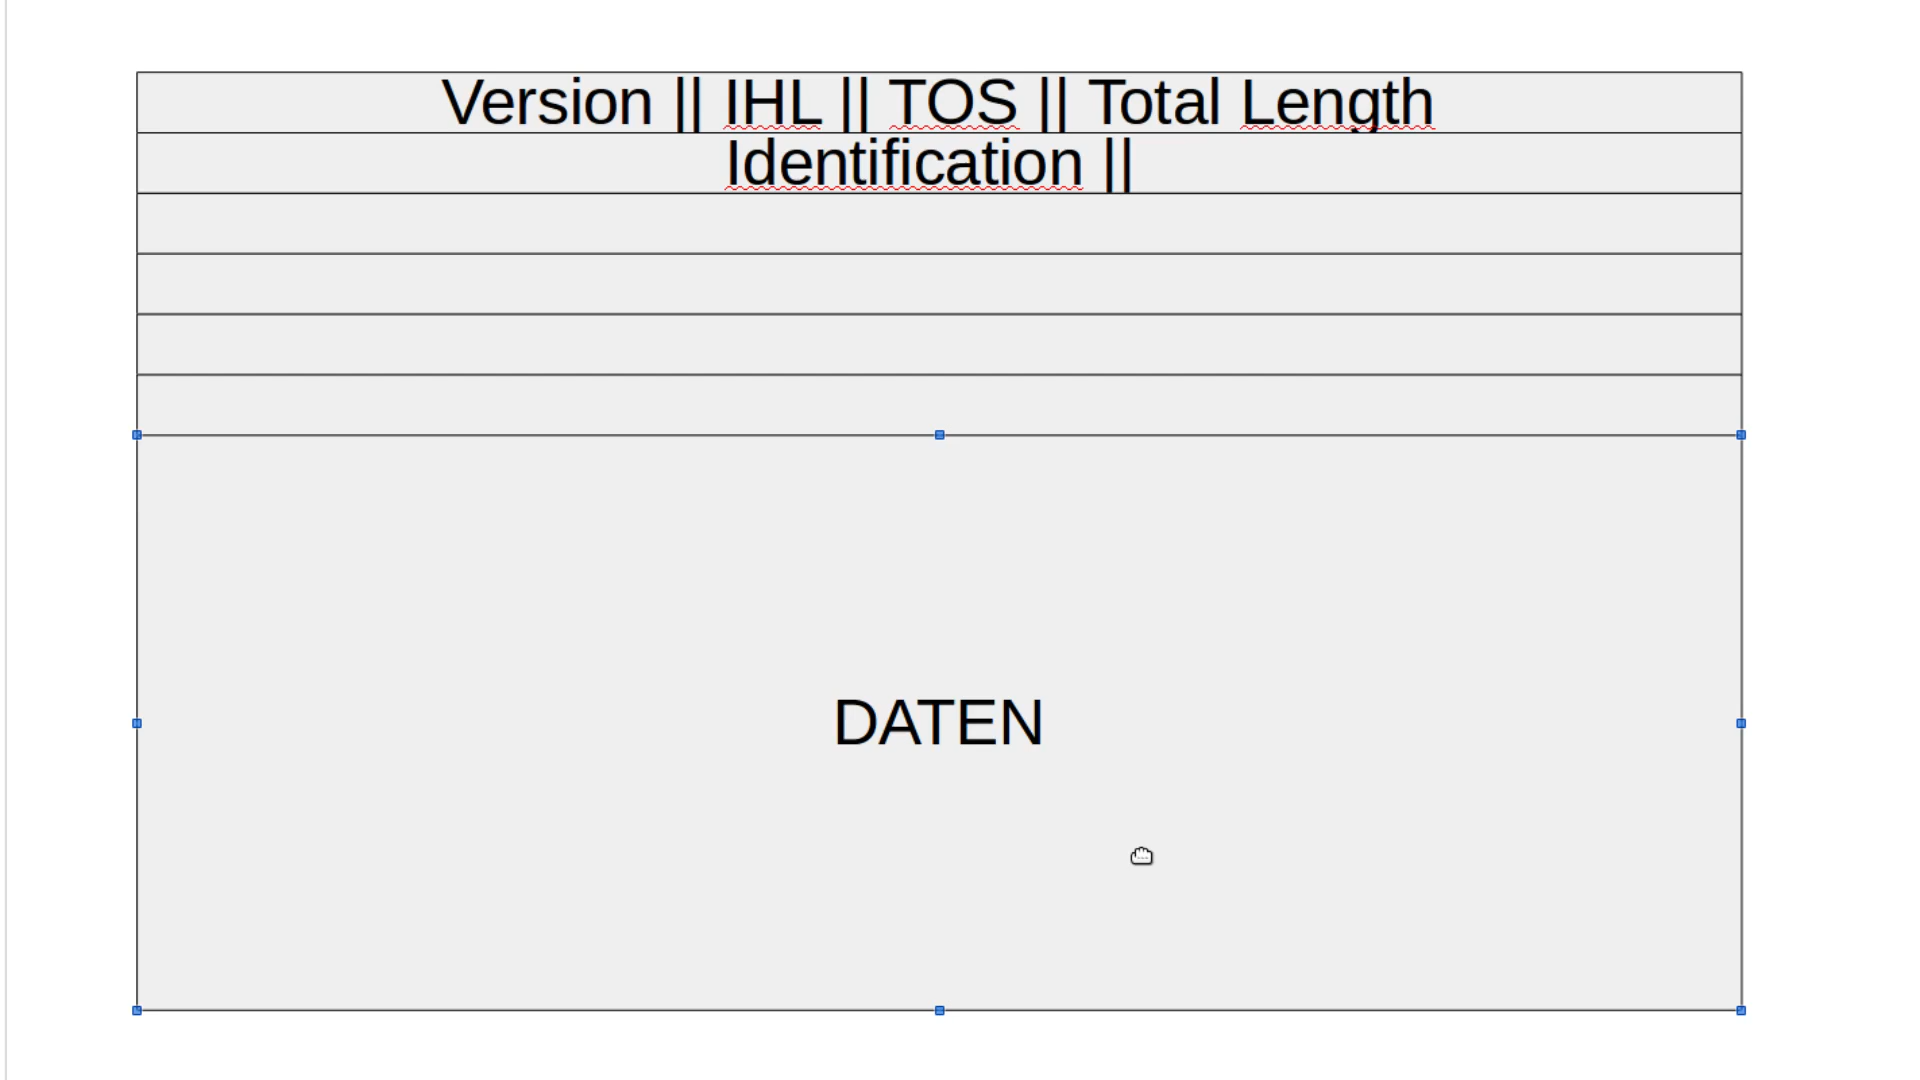 Version || IHL || TOS || Total Length
Identification ||
DATEN